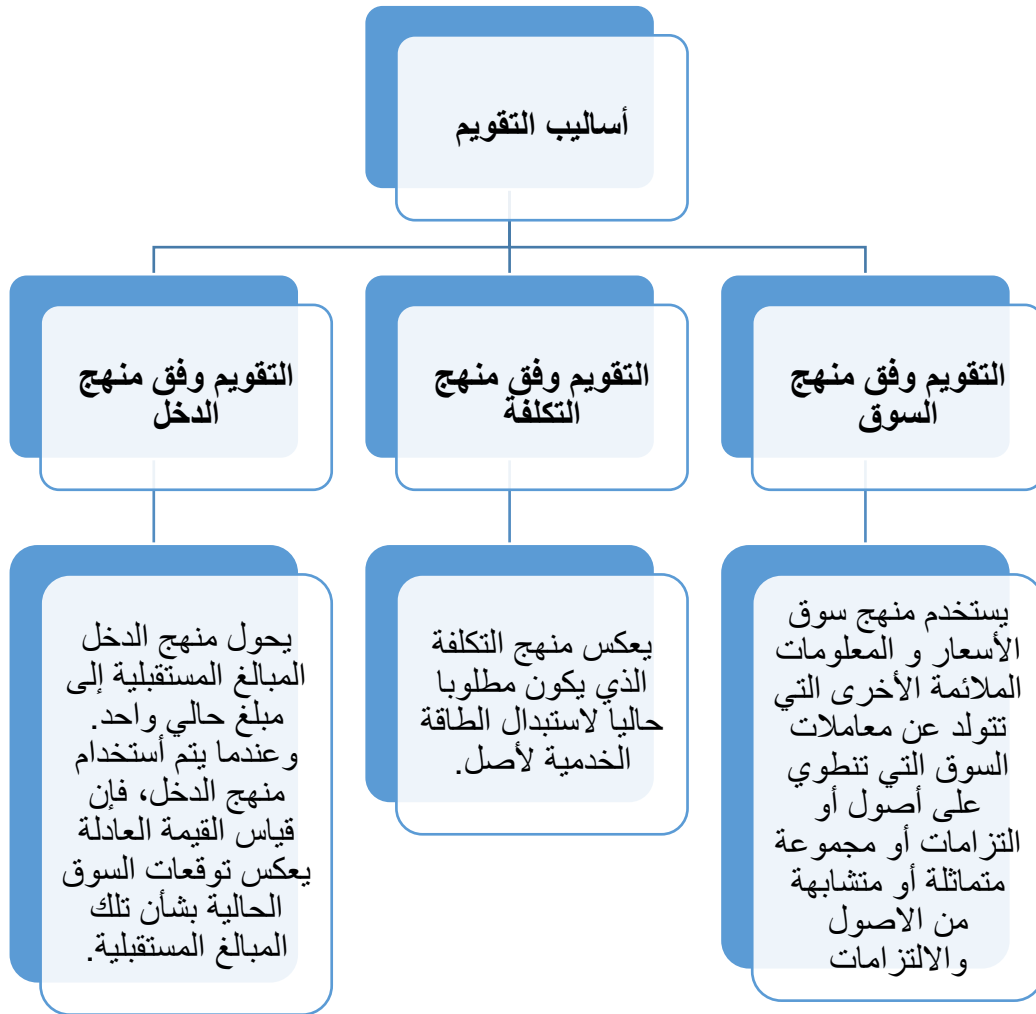 أساليب التقويم
التقويم وفق منهج
السوق
التقويم وفق منهج
التكلفة
التقويم وفق منهج
الدخل
يستخدم منهج سوق
الأسعار و المعلومات
الملائمة الأخرى التي
تتولد عن معاملات
السوق التي تنطوي
على أصول أو
التزامات أو مجموعة
متماثلة أو متشابهة
من الاصول
والالتزامات
يعكس منهج التكلفة
الذي يكون مطلوبا
حالياً لاستبدال الطاقة
الخدمية لأصل.
يحول منهج الدخل
المبالغ المستقبلية إلى
مبلغ حالي واحد.
وعندما يتم أستخدام
منهج الدخل، فإن
قياس القيمة العادلة
يعكس توقعات السوق
الحالية بشأن تلك
المبالغ المستقبلية.